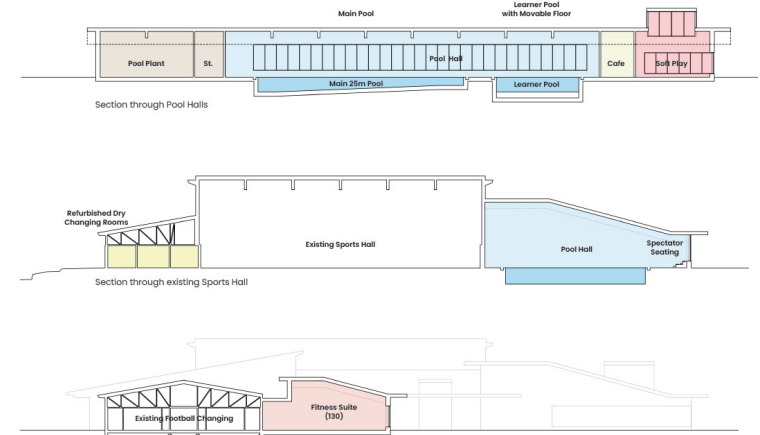 Main Pool
Learner Pool
with Movable Floor
Pool Plant
St.
Pool Hall
Cafe
Soft Play
Main 25m Pool
Learner Pool
Section through Pool Halls
Refurbished Dry
Changing Rooms
Existing Sports Hall
Pool Hall
Spectator
Seating
Section through existing Sports Hall
Existing Football Changing
Fitness Suite
(130)